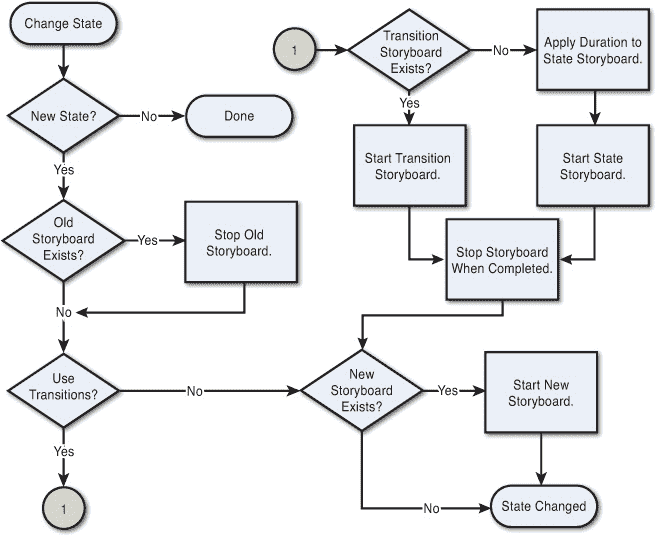 Change State
New State?
No
Done
Yes
Old
Storyboard
Exists?
Yes
Stop Old
Storyboard.
No
Use
Transitions?
No
Yes
1
1
Transition
Storyboard
Exists?
No
Apply Duration to
State Storyboard.
Yes
Start Transition
Storyboard.
Start State
Storyboard.
Stop Storyboard
When Completed.
New
Storyboard
Exists?
Yes
Start New
Storyboard.
No
State Changed